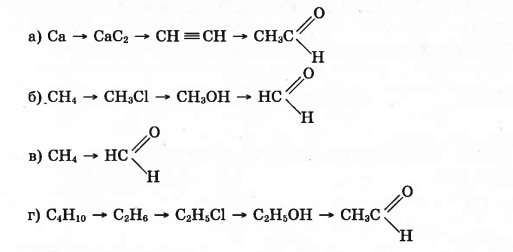 а) Ca → CaC₂ → CH≡CH → CH₃C(=O)H
б) CH₄ → CH₃Cl → CH₃OH → HC(=O)H
в) CH₄ → HC(=O)H
г) C₄H₁₀ → C₂H₆ → C₂H₅Cl → C₂H₅OH → CH₃C(=O)H